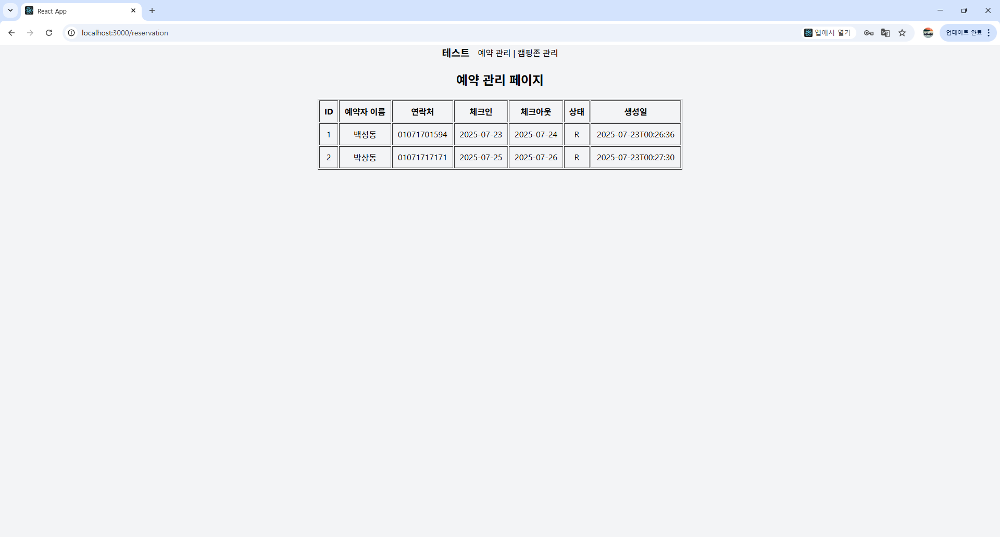 React App
localhost:3000/reservation
앱에서 열기
업데이트 완료
테스트 예약 관리 | 캠핑존 관리
예약 관리 페이지
ID 예약자 이름 연락처 체크인 체크아웃 상태 생성일
1 백성동 01071701594 2025-07-23 2025-07-24 R 2025-07-23T00:26:36
2 박상동 01071717171 2025-07-25 2025-07-26 R 2025-07-23T00:27:30